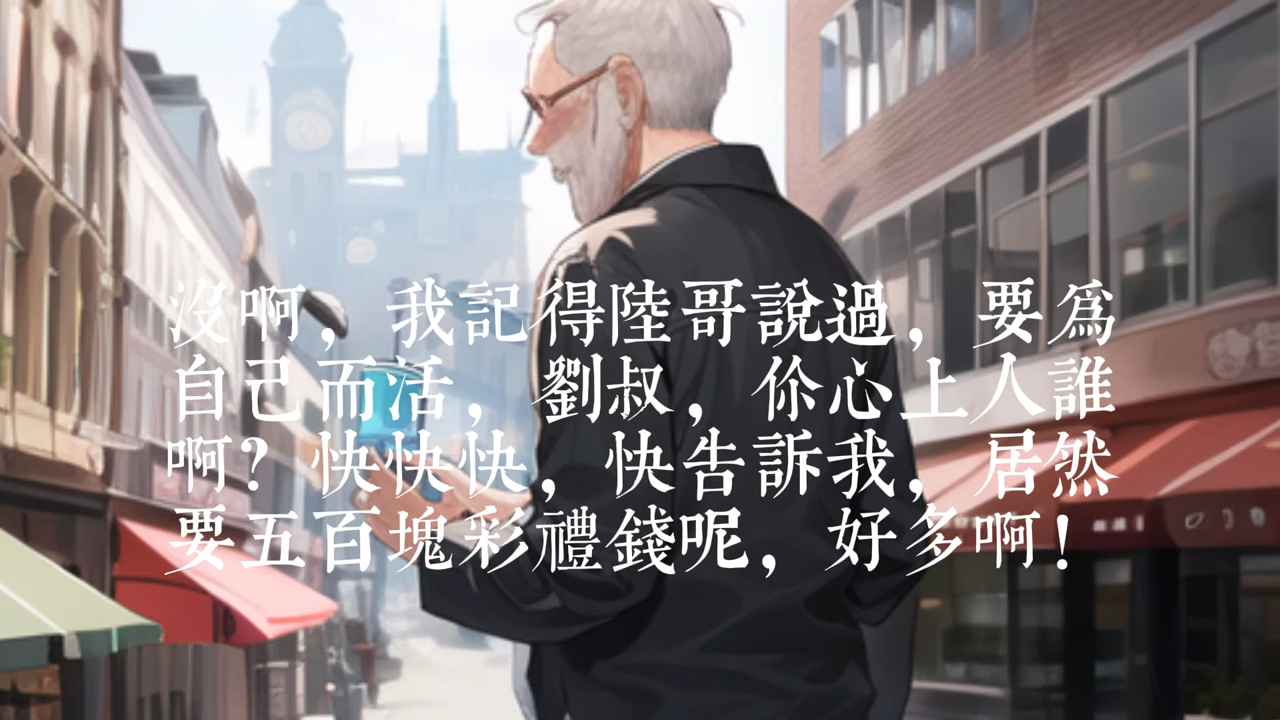 沒啊，我記得陸哥說過，要爲
自己而活，劉叔，伱心上人誰
啊？快快快，快告訴我，居然
要五百塊彩禮錢呢，好多啊！